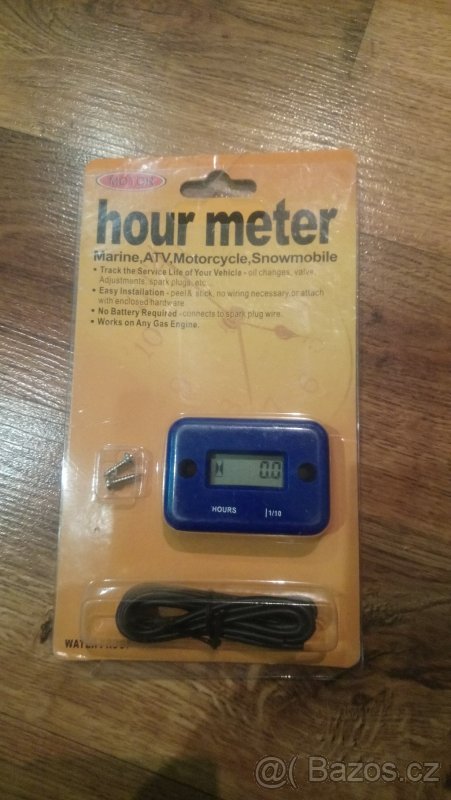 MOTOR
hour meter
Marine,ATV,Motorcycle,Snowmobile
• Track the Service Life of Your Vehicle - oil changes, valve
Adjustments, spark plugs, etc...
• Easy Installation - peel & stick, no wiring necessary or attach
with enclosed hardware.
• No Battery Required - connects to spark plug wire.
• Works on Any Gas Engine.
0.0
HOURS 1/10
WATERPROOF
@ Bazos.cz